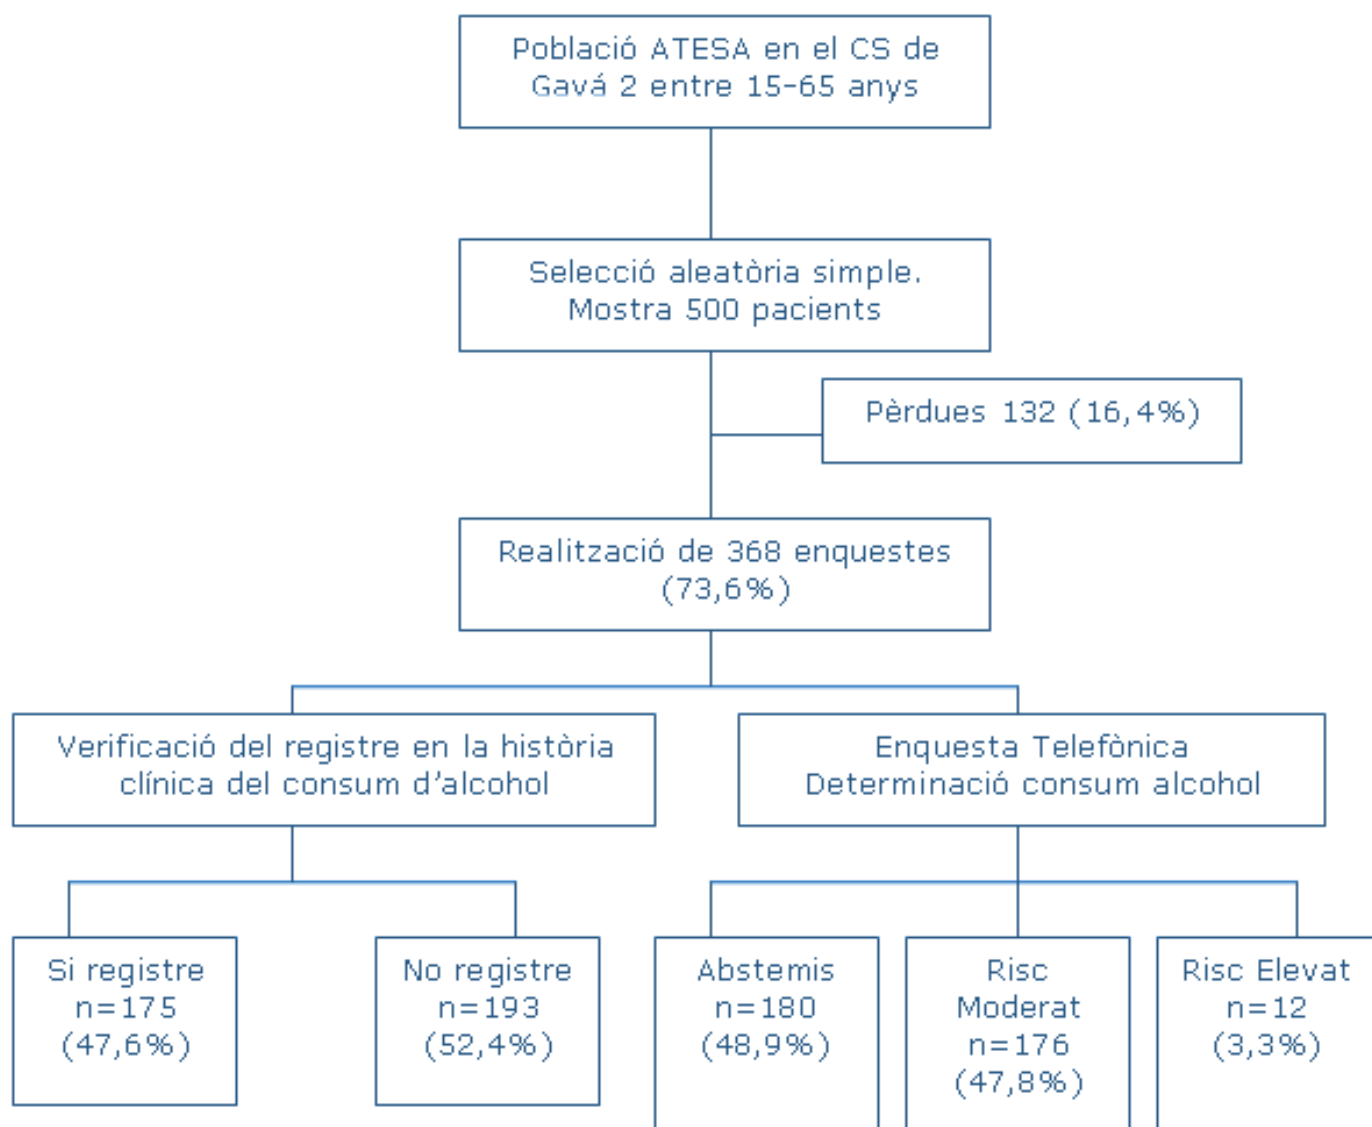 Població ATESA en el CS de
Gavá 2 entre 15-65 anys
Selecció aleatòria simple.
Mostra 500 pacients
Pèrdues 132 (16,4%)
Realització de 368 enquestes
(73,6%)
Verificació del registre en la història
clínica del consum d'alcohol
Enquesta Telefònica
Determinació consum alcohol
Si registre
n=175
(47,6%)
No registre
n=193
(52,4%)
Abstemis
n=180
(48,9%)
Risc
Moderat
n=176
(47,8%)
Risc Elevat
n=12
(3,3%)